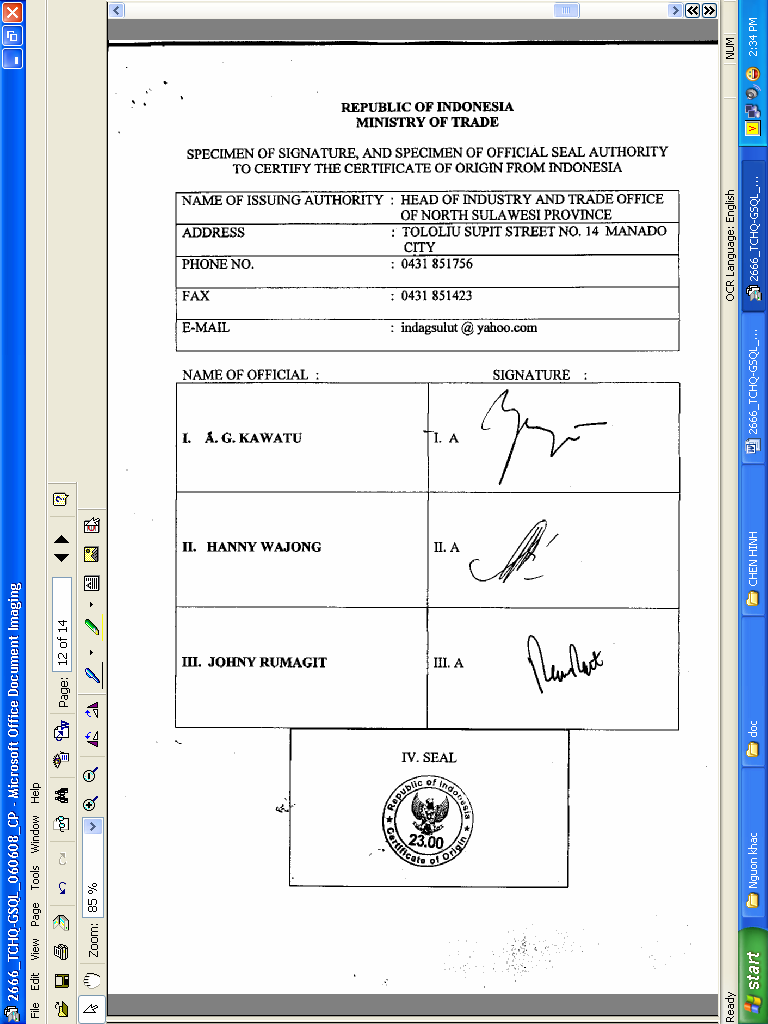 2666_TCHQ-GSQL_060608_CP - Microsoft Office Document Imaging
File Edit View Page Tools Window Help
Page: 12 of 14
Zoom: 85 %
REPUBLIC OF INDONESIA
MINISTRY OF TRADE
SPECIMEN OF SIGNATURE, AND SPECIMEN OF OFFICIAL SEAL AUTHORITY
TO CERTIFY THE CERTIFICATE OF ORIGIN FROM INDONESIA
NAME OF ISSUING AUTHORITY : HEAD OF INDUSTRY AND TRADE OFFICE
OF NORTH SULAWESI PROVINCE
ADDRESS : TOLOLIU SUPIT STREET NO. 14 MANADO
CITY
PHONE NO. : 0431 851756
FAX : 0431 851423
E-MAIL : indagsulut @ yahoo.com
NAME OF OFFICIAL : SIGNATURE :
I. A. G. KAWATU I. A
II. HANNY WAJONG II. A
III. JOHNY RUMAGIT III. A
IV. SEAL
Republic of Indonesia
23.00
Certificate of Origin
Ready OCR Language: English NUM
start Nguon khac doc CHEN HINH 2666_TCHQ-GSQL_... 2666_TCHQ-GSQL_... 2:34 PM